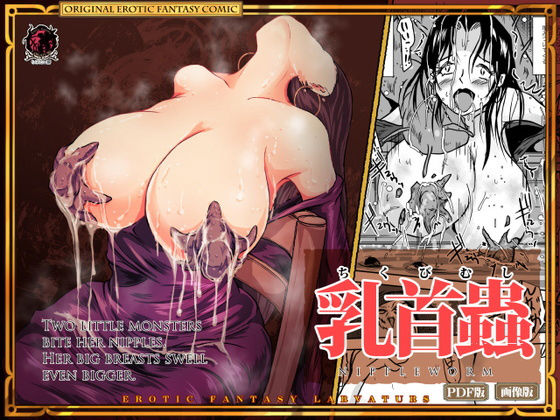 ORIGINAL EROTIC FANTASY COMIC
Two little monsters
bite her nipples.
Her big breasts swell
even bigger.
ちくびむし
乳首蟲
NIPPLEWORM
PDF版 画像版
EROTIC FANTASY LARVATURS